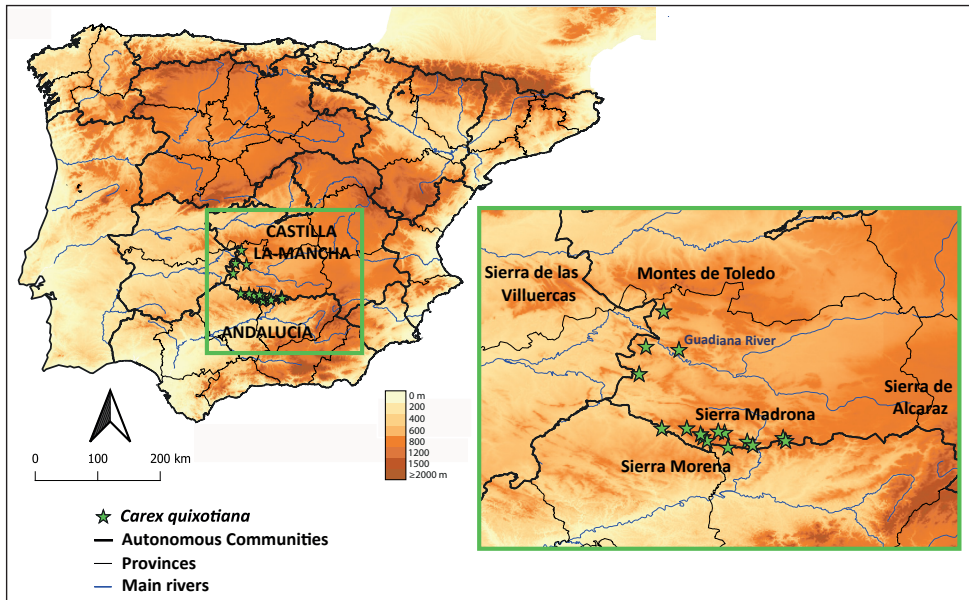 CASTILLA
LA-MANCHA
ANDALUCÍA
0 m
200
400
600
800
1200
1500
≥2000 m
0 100 200 km
Carex quixotiana
Autonomous Communities
Provinces
Main rivers
Sierra de las
Villuercas
Montes de Toledo
Guadiana River
Sierra de
Alcaraz
Sierra Madrona
Sierra Morena